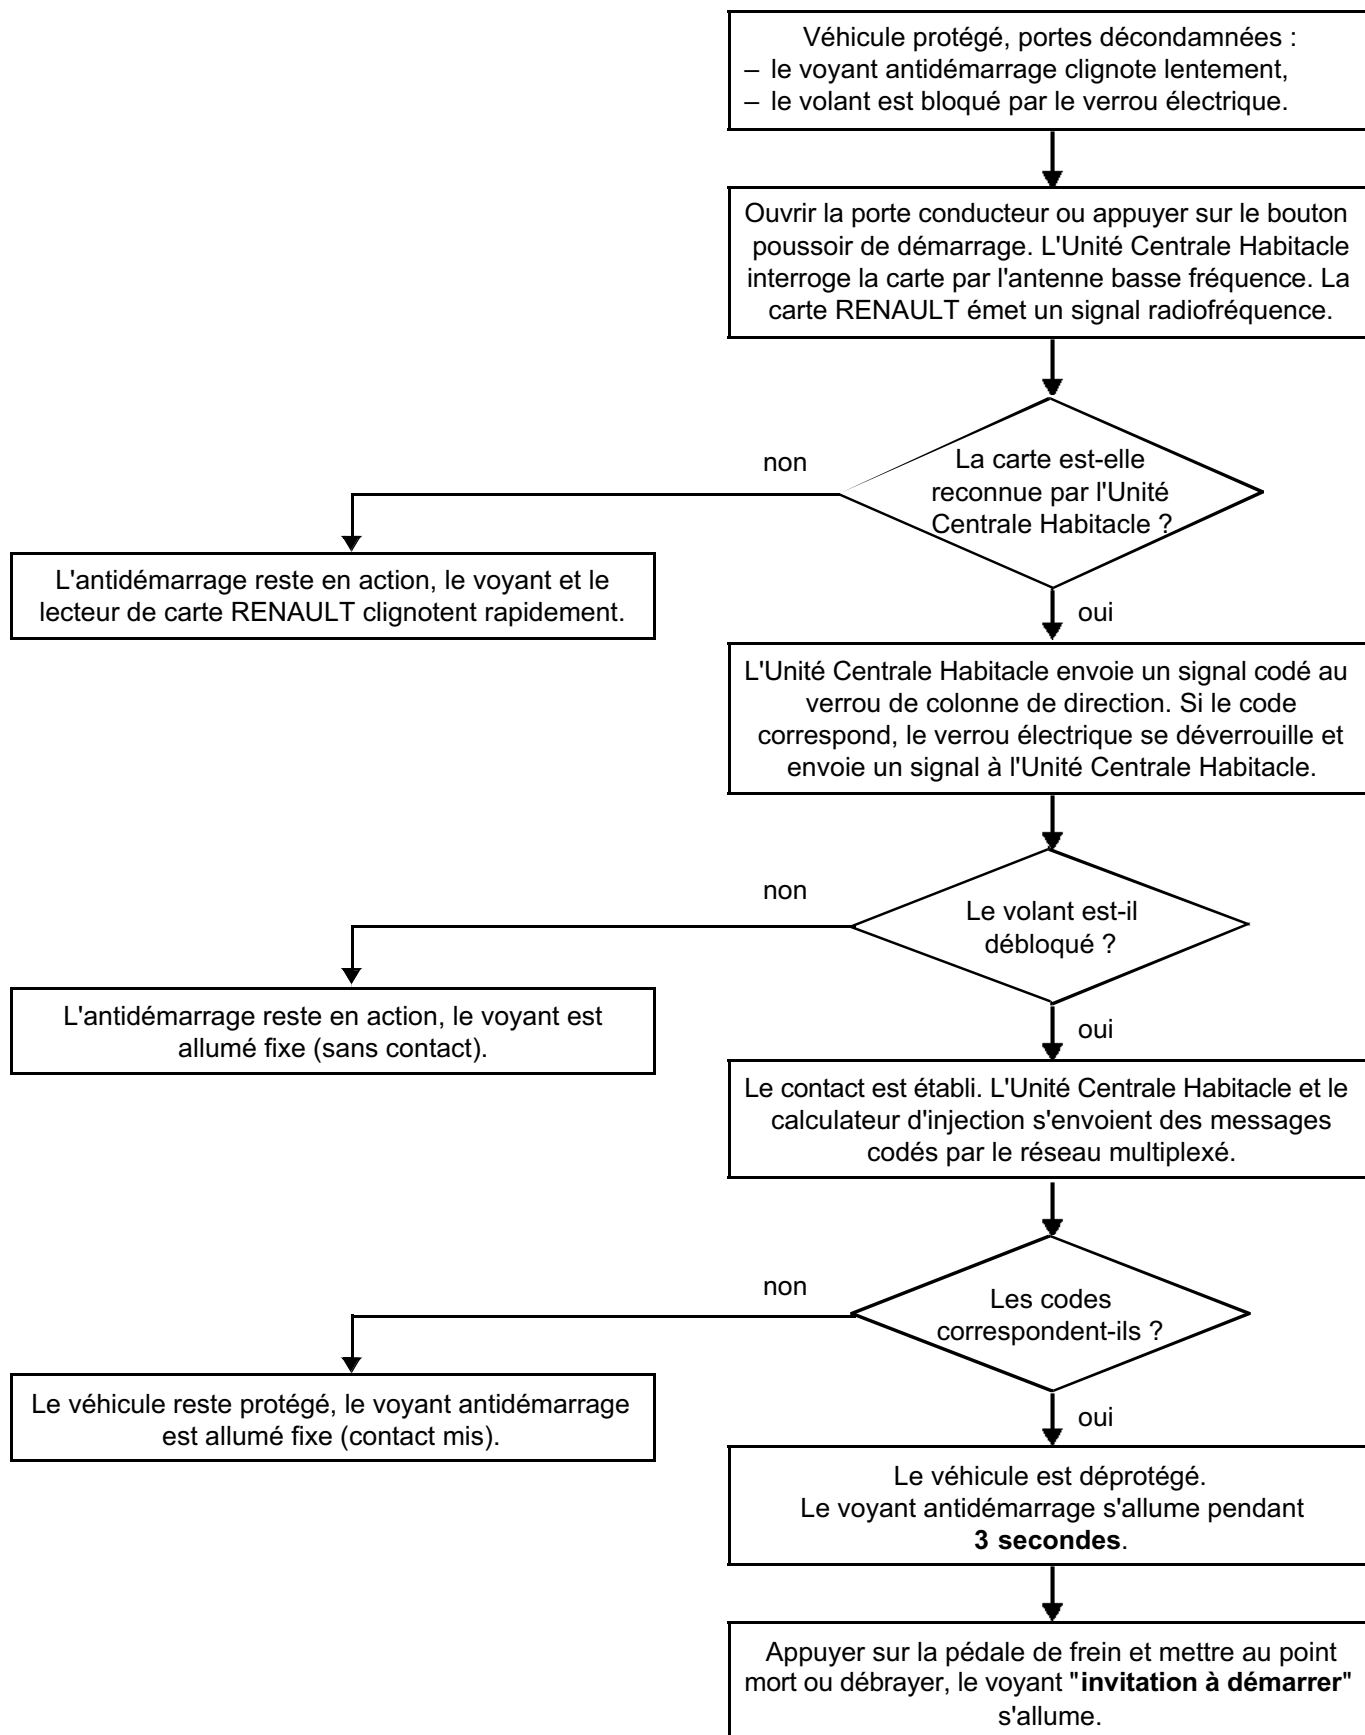 Véhicule protégé, portes décondamnées :
– le voyant antidémarrage clignote lentement,
– le volant est bloqué par le verrou électrique.
Ouvrir la porte conducteur ou appuyer sur le bouton
poussoir de démarrage. L'Unité Centrale Habitacle
interroge la carte par l'antenne basse fréquence. La
carte RENAULT émet un signal radiofréquence.
La carte est-elle
reconnue par l'Unité
Centrale Habitacle ?
non
L'antidémarrage reste en action, le voyant et le
lecteur de carte RENAULT clignotent rapidement.
oui
L'Unité Centrale Habitacle envoie un signal codé au
verrou de colonne de direction. Si le code
correspond, le verrou électrique se déverrouille et
envoie un signal à l'Unité Centrale Habitacle.
Le volant est-il
débloqué ?
non
L'antidémarrage reste en action, le voyant est
allumé fixe (sans contact).
oui
Le contact est établi. L'Unité Centrale Habitacle et le
calculateur d'injection s'envoient des messages
codés par le réseau multiplexé.
Les codes
correspondent-ils ?
non
Le véhicule reste protégé, le voyant antidémarrage
est allumé fixe (contact mis).
oui
Le véhicule est déprotégé.
Le voyant antidémarrage s'allume pendant
3 secondes.
Appuyer sur la pédale de frein et mettre au point
mort ou débrayer, le voyant "invitation à démarrer"
s'allume.